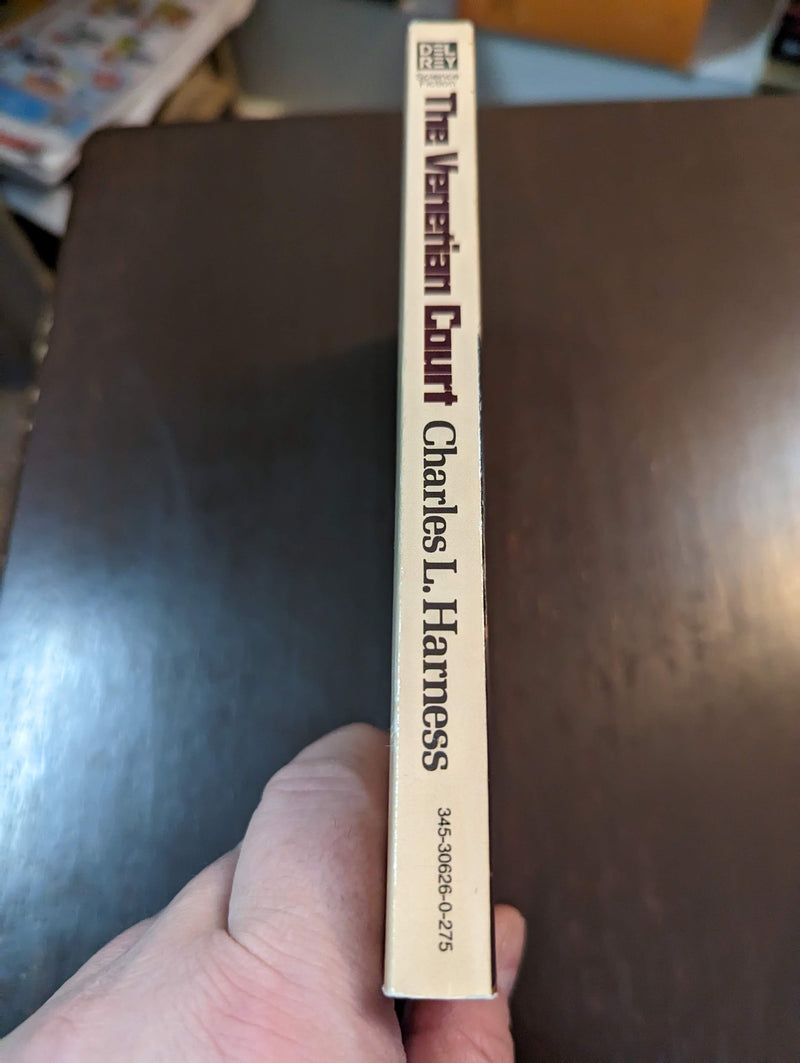 DEL
REY
Science
Fiction
The Venetian Court Charles L. Harness 345-30626-0-275